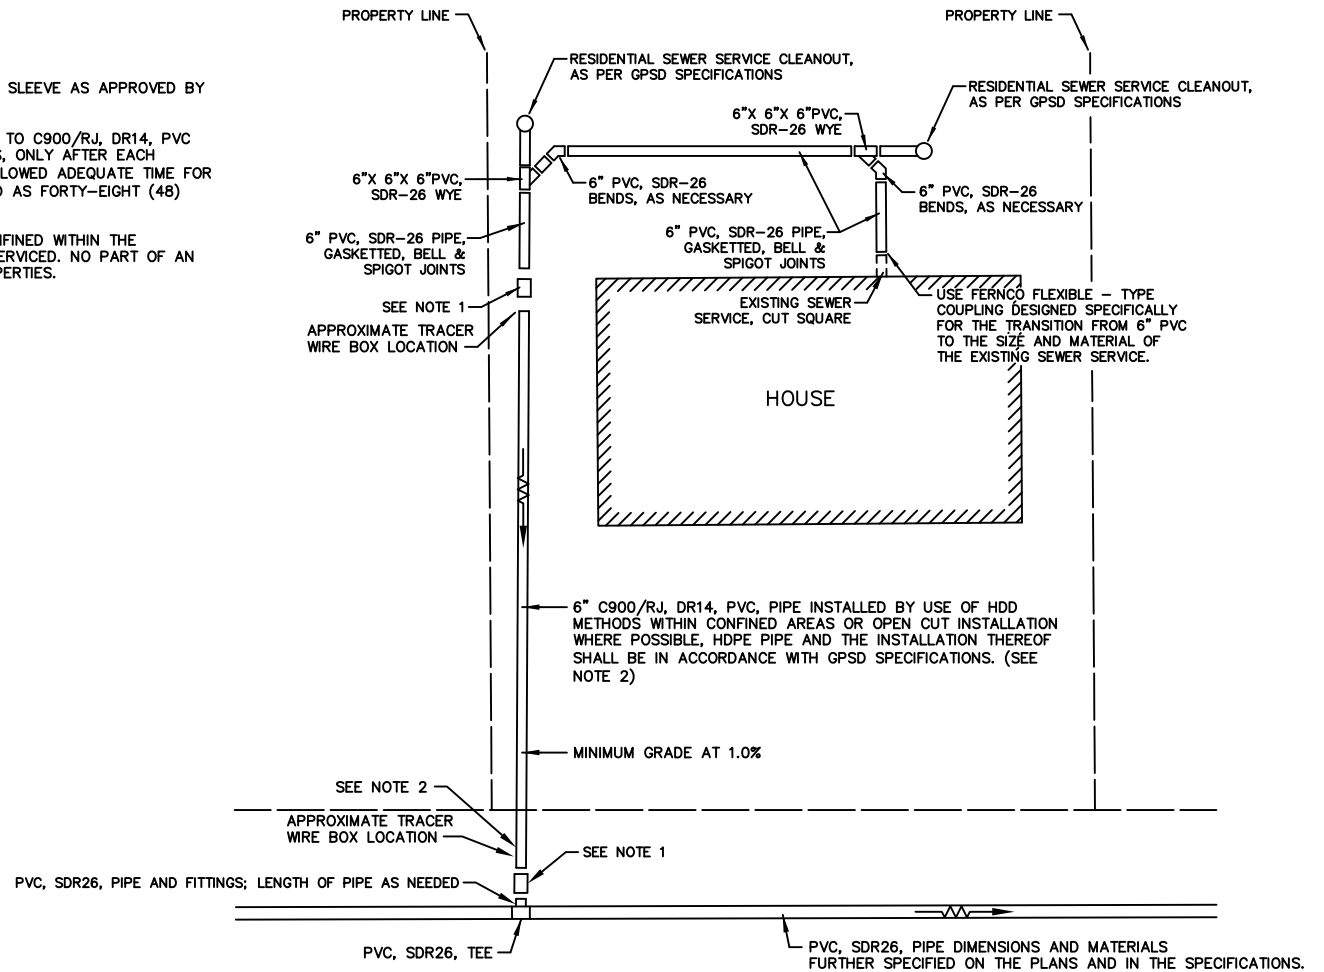 PROPERTY LINE
PROPERTY LINE
SLEEVE AS APPROVED BY
TO C900/RJ, DR14, PVC
ONLY AFTER EACH
ADEQUATE TIME FOR
AS FORTY-EIGHT (48)
WITHIN THE
NO PART OF AN
RESIDENTIAL SEWER SERVICE CLEANOUT,
AS PER GPSD SPECIFICATIONS
RESIDENTIAL SEWER SERVICE CLEANOUT,
AS PER GPSD SPECIFICATIONS
6"X 6"X 6"PVC,
SDR-26 WYE
6"X 6"X 6"PVC,
SDR-26 WYE
6" PVC, SDR-26
BENDS, AS NECESSARY
6" PVC, SDR-26
BENDS, AS NECESSARY
6" PVC, SDR-26 PIPE,
GASKETTED, BELL &
SPIGOT JOINTS
6" PVC, SDR-26 PIPE,
GASKETTED, BELL &
SPIGOT JOINTS
SEE NOTE 1
APPROXIMATE TRACER
WIRE BOX LOCATION
EXISTING SEWER
SERVICE, CUT SQUARE
USE FERNCO FLEXIBLE - TYPE
COUPLING DESIGNED SPECIFICALLY
FOR THE TRANSITION FROM 6" PVC
TO THE SIZE AND MATERIAL OF
THE EXISTING SEWER SERVICE.
HOUSE
6" C900/RJ, DR14, PVC, PIPE INSTALLED BY USE OF HDD
METHODS WITHIN CONFINED AREAS OR OPEN CUT INSTALLATION
WHERE POSSIBLE, HDPE PIPE AND THE INSTALLATION THEREOF
SHALL BE IN ACCORDANCE WITH GPSD SPECIFICATIONS. (SEE
NOTE 2)
MINIMUM GRADE AT 1.0%
SEE NOTE 2
APPROXIMATE TRACER
WIRE BOX LOCATION
SEE NOTE 1
PVC, SDR26, PIPE AND FITTINGS; LENGTH OF PIPE AS NEEDED
PVC, SDR26, TEE
PVC, SDR26, PIPE DIMENSIONS AND MATERIALS
FURTHER SPECIFIED ON THE PLANS AND IN THE SPECIFICATIONS.